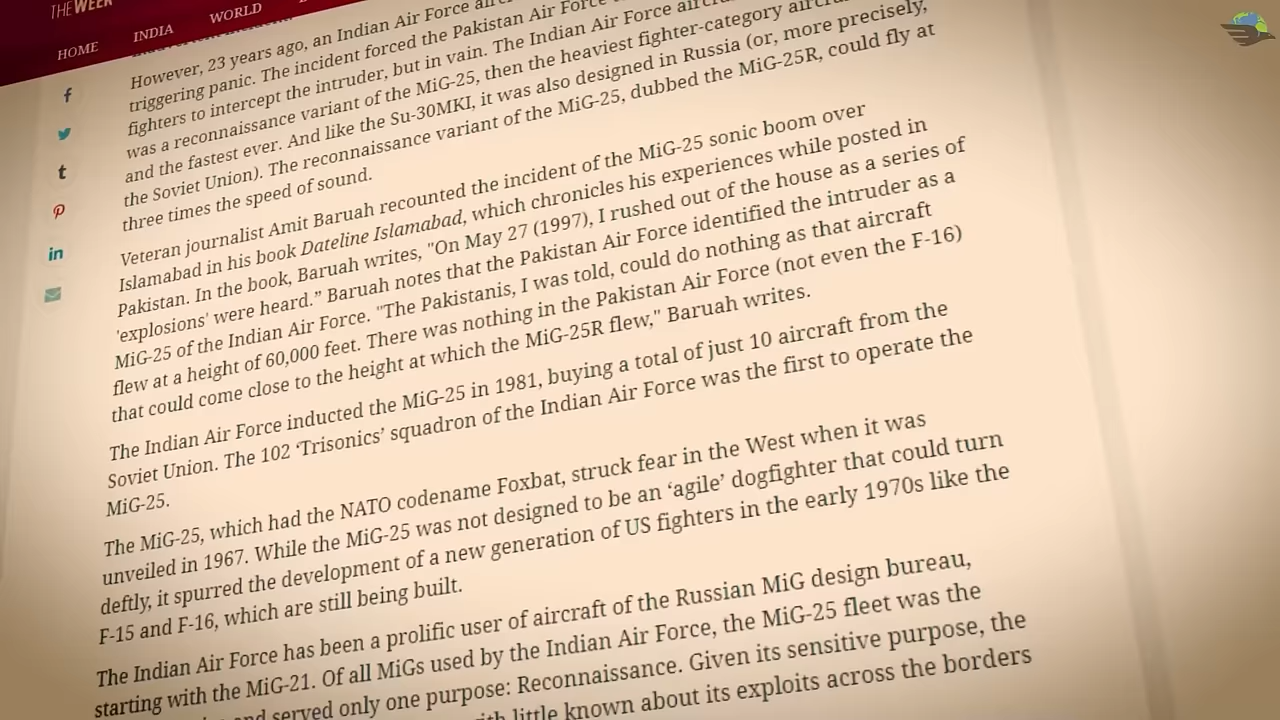 THE WEEK
HOME
INDIA
WORLD
However, 23 years ago, an Indian Air Force
triggering panic. The incident forced the Pakistan Air Force
fighters to intercept the intruder, but in vain. The Indian Air Force
was a reconnaissance variant of the MiG-25, then the heaviest fighter-category
and the fastest ever. And like the Su-30MKI, it was also designed in Russia (or, more precisely,
the Soviet Union). The reconnaissance variant of the MiG-25, dubbed the MiG-25R, could fly at
three times the speed of sound.
Veteran journalist Amit Baruah recounted the incident of the MiG-25 sonic boom over
Islamabad in his book Dateline Islamabad, which chronicles his experiences while posted in
Pakistan. In the book, Baruah writes, "On May 27 (1997), I rushed out of the house as a series of
'explosions' were heard.” Baruah notes that the Pakistan Air Force identified the intruder as a
MiG-25 of the Indian Air Force. "The Pakistanis, I was told, could do nothing as that aircraft
flew at a height of 60,000 feet. There was nothing in the Pakistan Air Force (not even the F-16)
that could come close to the height at which the MiG-25R flew," Baruah writes.
The Indian Air Force inducted the MiG-25 in 1981, buying a total of just 10 aircraft from the
Soviet Union. The 102 ‘Trisonics’ squadron of the Indian Air Force was the first to operate the
MiG-25.
The MiG-25, which had the NATO codename Foxbat, struck fear in the West when it was
unveiled in 1967. While the MiG-25 was not designed to be an ‘agile’ dogfighter that could turn
deftly, it spurred the development of a new generation of US fighters in the early 1970s like the
F-15 and F-16, which are still being built.
The Indian Air Force has been a prolific user of aircraft of the Russian MiG design bureau,
starting with the MiG-21. Of all MiGs used by the Indian Air Force, the MiG-25 fleet was the
and served only one purpose: Reconnaissance. Given its sensitive purpose, the
little known about its exploits across the borders